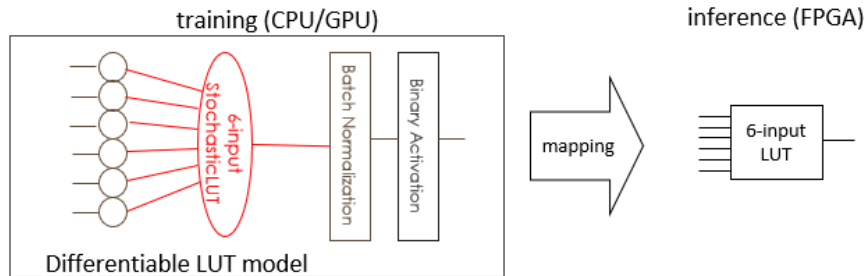 training (CPU/GPU)
inference (FPGA)
6-input
StochasticLUT
Batch Normalization
Binary Activation
mapping
6-input
LUT
Differentiable LUT model